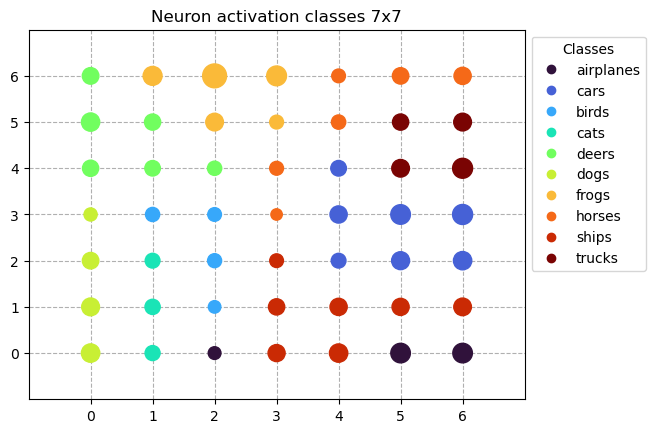 Neuron activation classes 7x7
Classes
airplanes
cars
birds
cats
deers
dogs
frogs
horses
ships
trucks
6
5
4
3
2
1
0
0 1 2 3 4 5 6